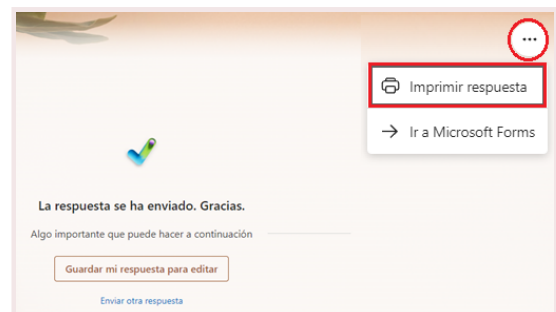 ...
Imprimir respuesta
Ir a Microsoft Forms
La respuesta se ha enviado. Gracias.
Algo importante que puede hacer a continuación
Guardar mi respuesta para editar
Enviar otra respuesta